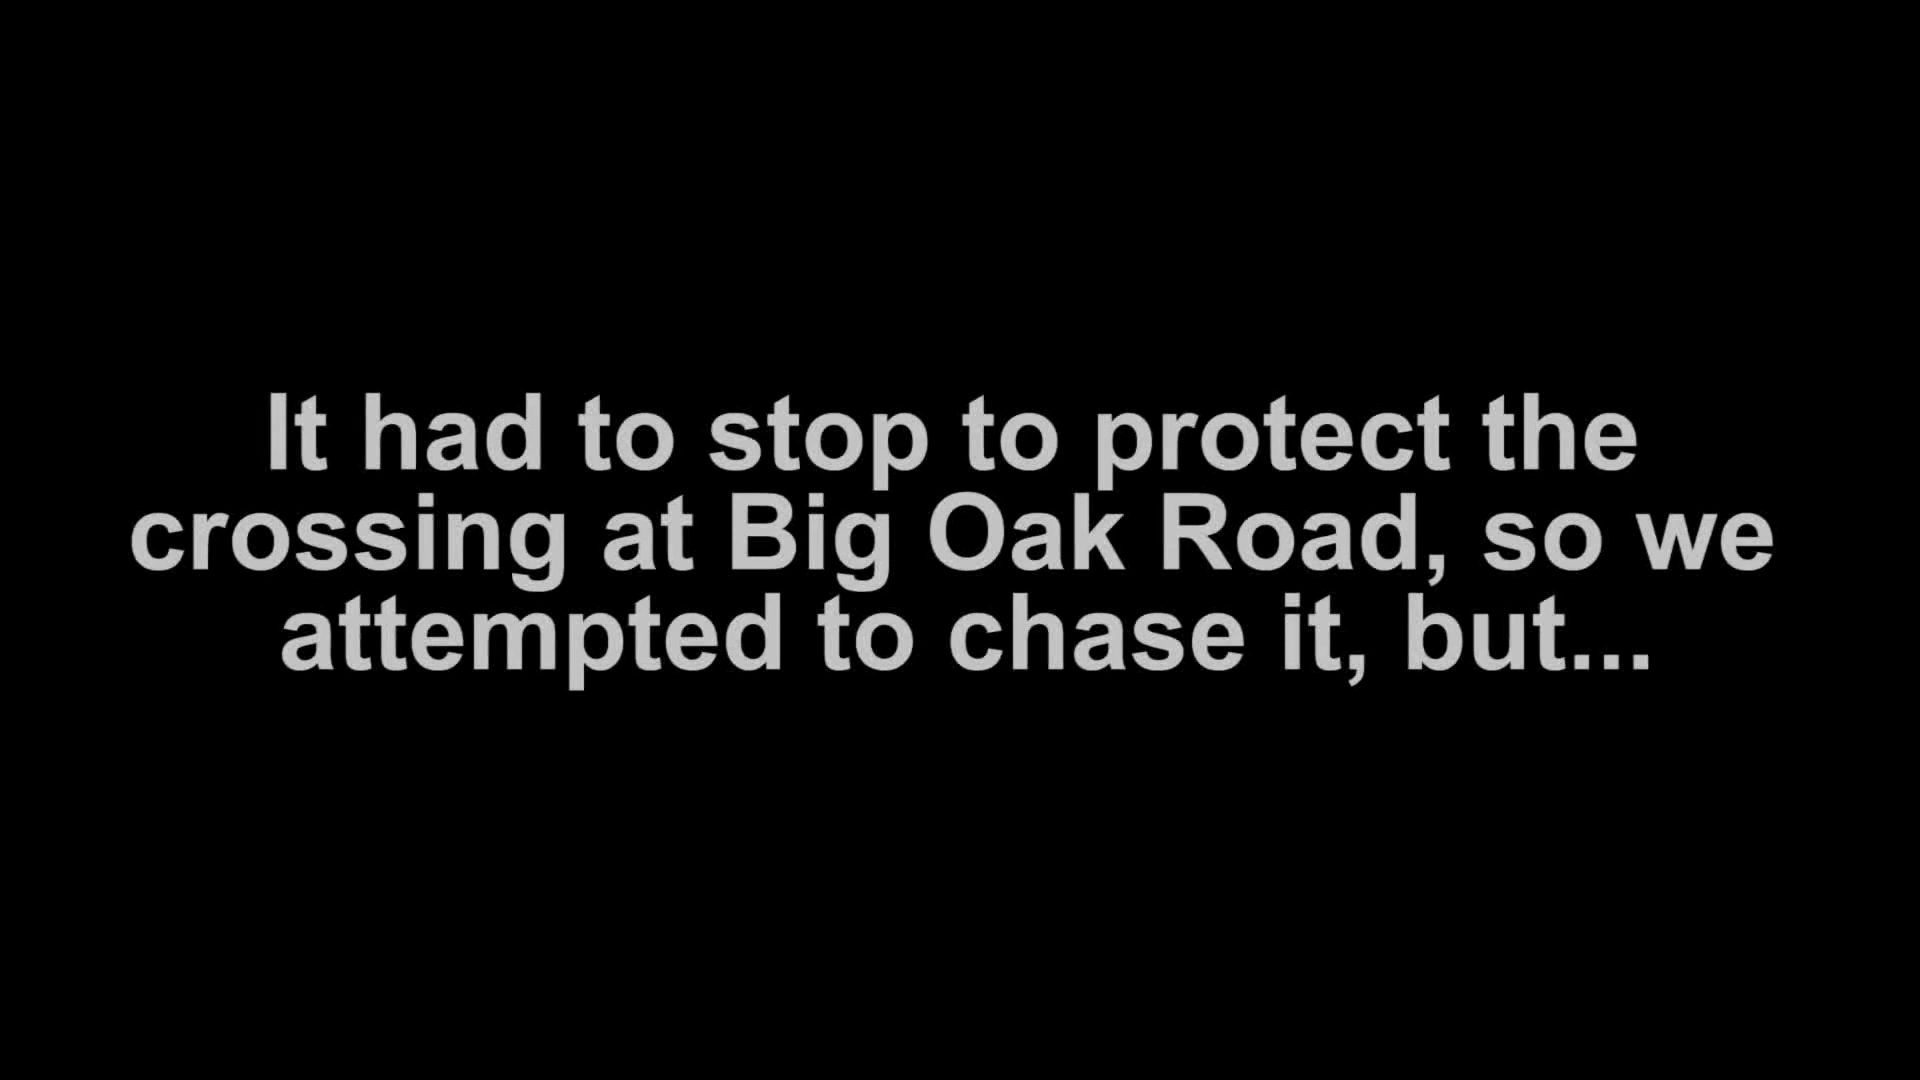 It had to stop to protect the
crossing at Big Oak Road, so we
attempted to chase it, but...